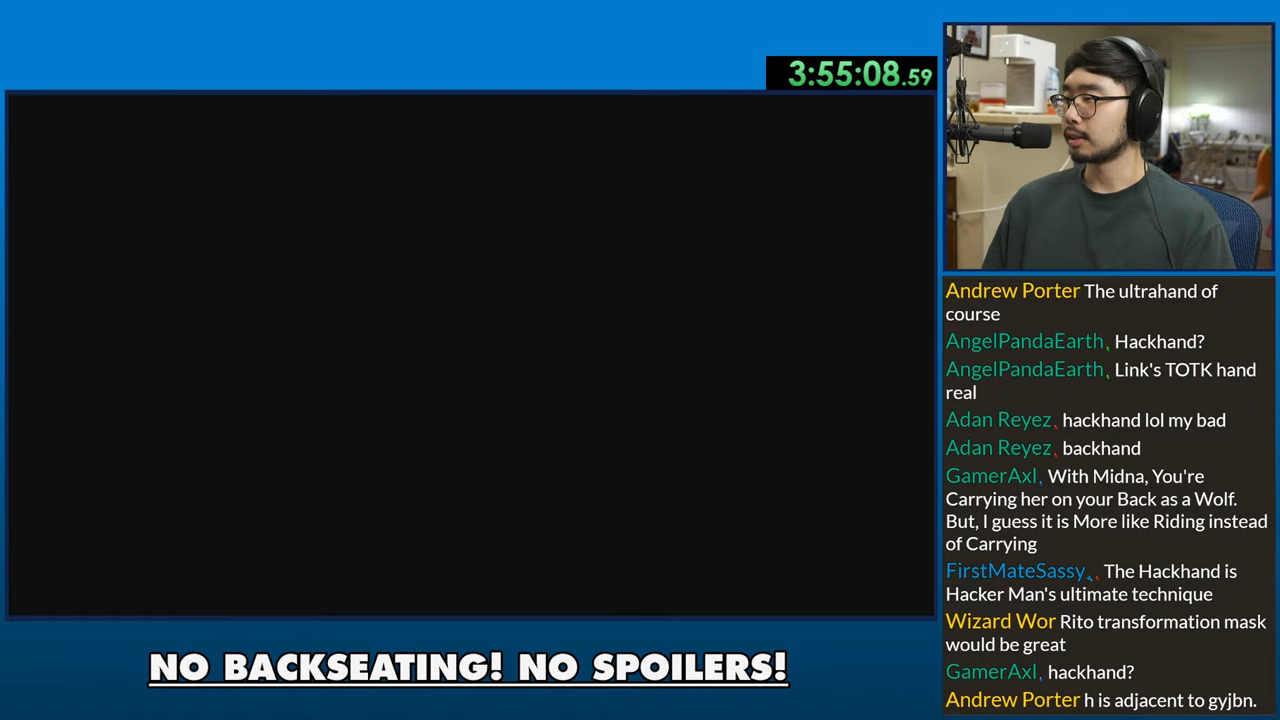 3:55:08.59
Andrew Porter The ultrahand of
course
AngelPandaEarth Hackhand?
AngelPandaEarth Link's TOTK hand
real
Adan Reyez hackhand lol my bad
Adan Reyez backhand
GamerAxl With Midna, You're
Carrying her on your Back as a Wolf.
But, I guess it is More like Riding instead
of Carrying
FirstMateSassy The Hackhand is
Hacker Man's ultimate technique
Wizard Wor Rito transformation mask
would be great
GamerAxl hackhand?
Andrew Porter h is adjacent to gyjbn.
NO BACKSEATING! NO SPOILERS!